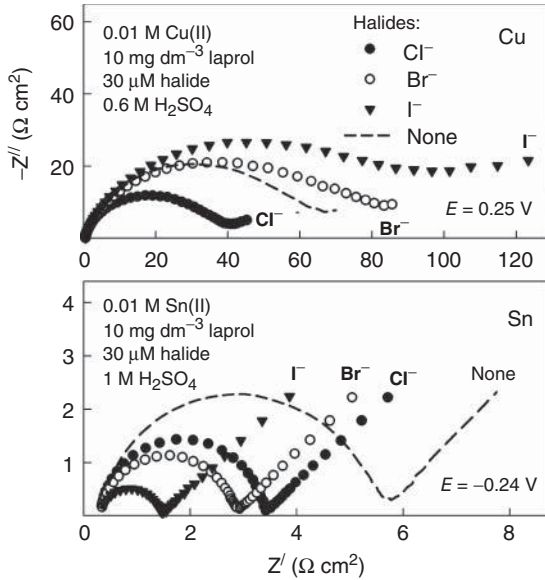 60
40
20
0
−Z// (Ω cm²)
0.01 M Cu(II)
10 mg dm⁻³ laprol
30 μM halide
0.6 M H₂SO₄
Halides:
Cl⁻
Br⁻
I⁻
None
Cu
I⁻
Cl⁻
Br⁻
E = 0.25 V
0 20 40 60 80 100 120
4
3
2
1
0.01 M Sn(II)
10 mg dm⁻³ laprol
30 μM halide
1 M H₂SO₄
Sn
I⁻ Br⁻ Cl⁻
None
E = −0.24 V
0 2 4 6 8
Z/ (Ω cm²)